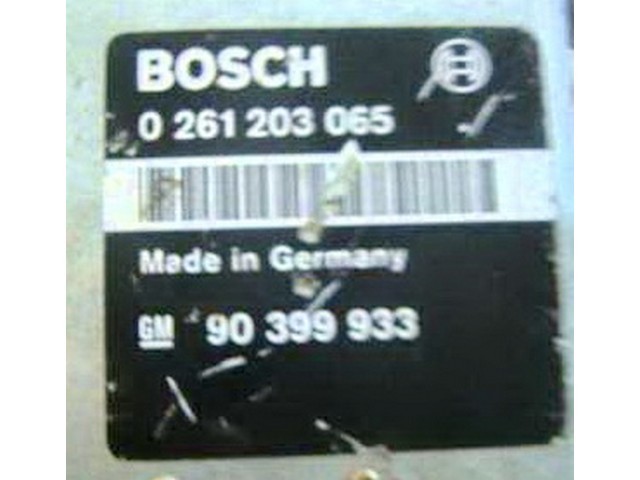 BOSCH
0 261 203 065
Made in Germany
GM 90 399 933